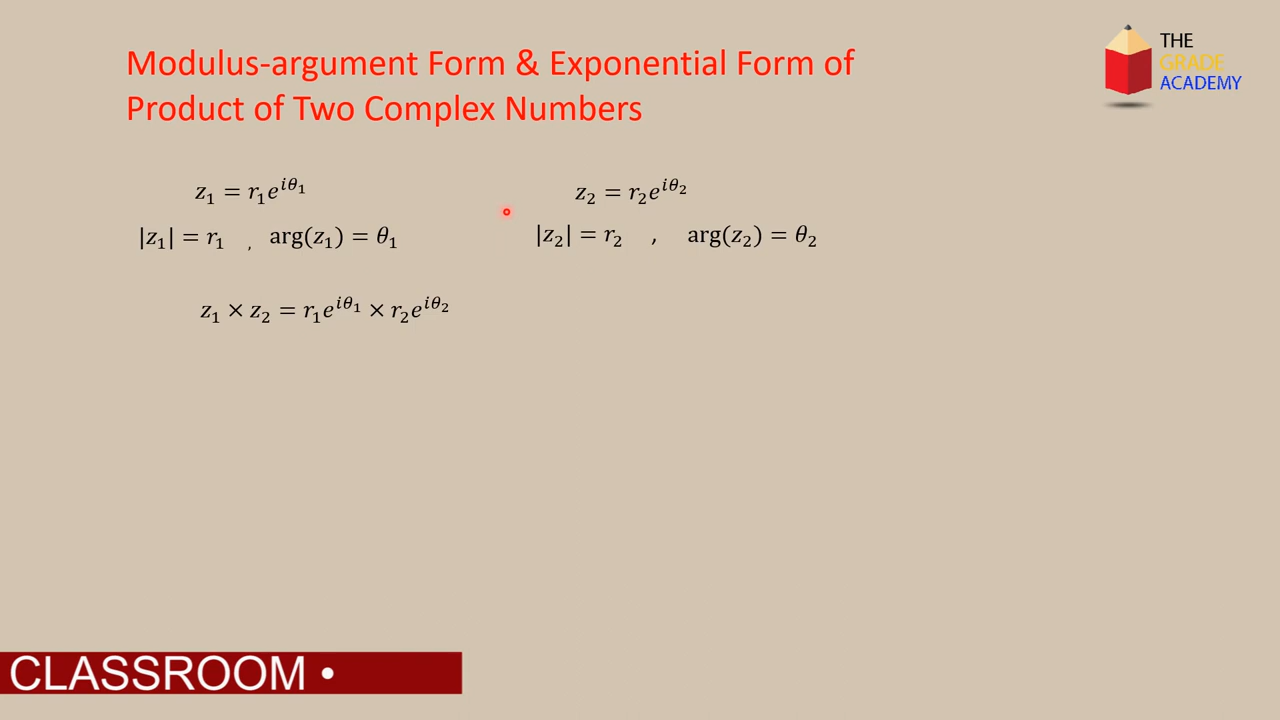 Modulus-argument Form & Exponential Form of
Product of Two Complex Numbers
THE
GRADE
ACADEMY
z₁ = r₁e^{iθ₁}
z₂ = r₂e^{iθ₂}
|z₁| = r₁ , arg(z₁) = θ₁
|z₂| = r₂ , arg(z₂) = θ₂
z₁ × z₂ = r₁e^{iθ₁} × r₂e^{iθ₂}
CLASSROOM •